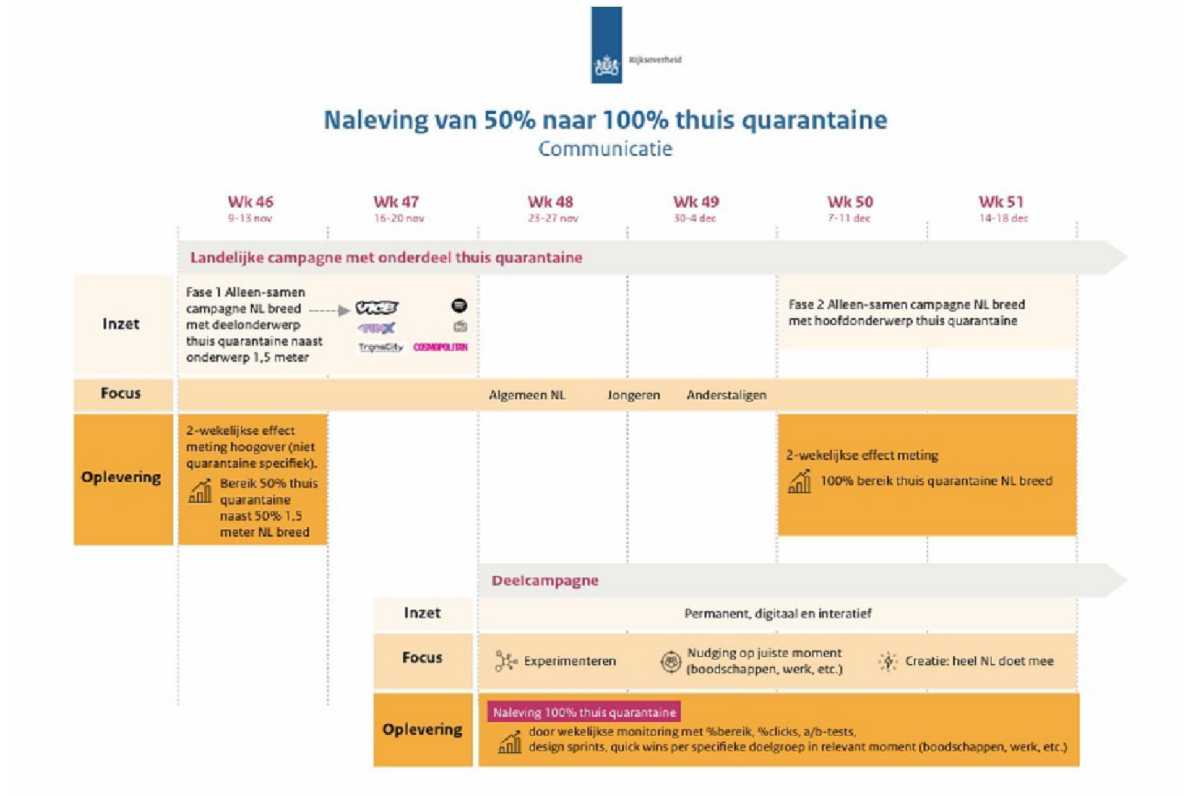 Rijksoverheid
Naleving van 50% naar 100% thuis quarantaine
Communicatie
Wk 46
9-13 nov
Wk 47
16-20 nov
Wk 48
23-27 nov
Wk 49
30-4 dec
Wk 50
7-11 dec
Wk 51
14-18 dec
Landelijke campagne met onderdeel thuis quarantaine
Inzet
Fase 1 Alleen-samen
campagne NL breed
met deelonderwerp
thuis quarantaine naast
onderwerp 1,5 meter
VICE
FUNX
TransCity
COSMOPOLITAN
Fase 2 Alleen-samen campagne NL breed
met hoofdonderwerp thuis quarantaine
Focus
Algemeen NL
Jongeren
Anderstaligen
Oplevering
2-wekelijkse effect
meting hoogover (niet
quarantaine specifiek).
Bereik 50% thuis
quarantaine
naast 50% 1,5
meter NL breed
2-wekelijkse effect meting
100% bereik thuis quarantaine NL breed
Deelcampagne
Inzet
Permanent, digitaal en interatief
Focus
Experimenteren
Nudging op juiste moment
(boodschappen, werk, etc.)
Creatie: heel NL doet mee
Oplevering
Naleving 100% thuis quarantaine
door wekelijkse monitoring met %bereik, %clicks, a/b-tests,
design sprints, quick wins per specifieke doelgroep in relevant moment (boodschappen, werk, etc.)